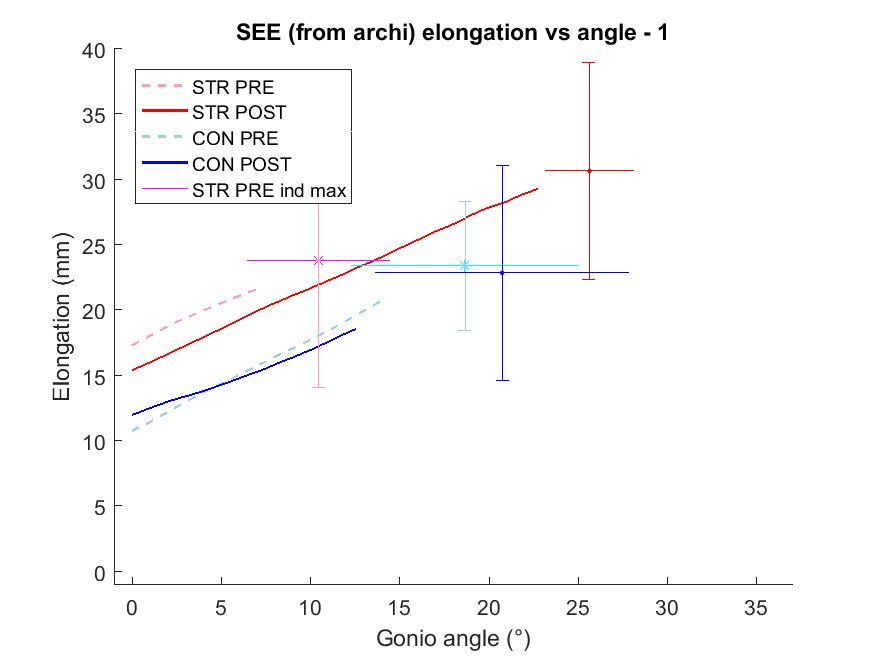 SEE (from archi) elongation vs angle - 1
40
35
30
25
20
15
10
5
0
Elongation (mm)
STR PRE
STR POST
CON PRE
CON POST
STR PRE ind max
0 5 10 15 20 25 30 35
Gonio angle (°)